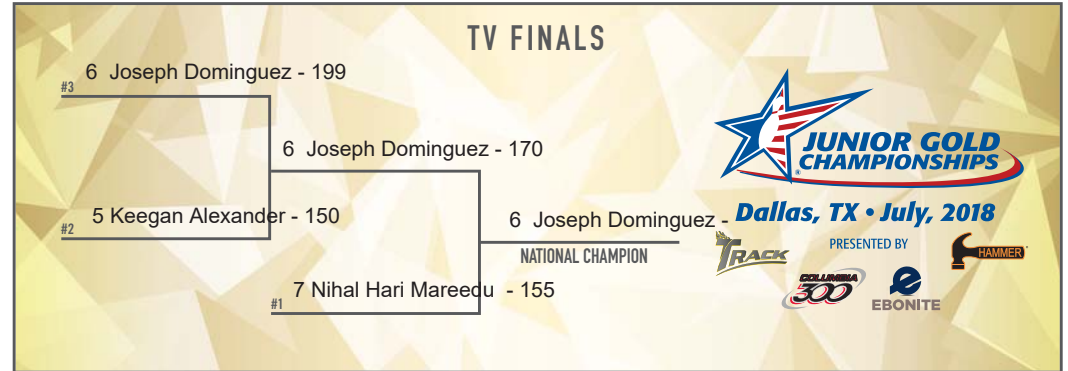 TV FINALS
6 Joseph Dominguez - 199
#3
6 Joseph Dominguez - 170
5 Keegan Alexander - 150
#2
6 Joseph Dominguez -
NATIONAL CHAMPION
7 Nihal Hari Mareedu - 155
#1
JUNIOR GOLD
CHAMPIONSHIPS
®
Dallas, TX • July, 2018
PRESENTED BY
TRACK
HAMMER
COLUMBIA
300
EBONITE